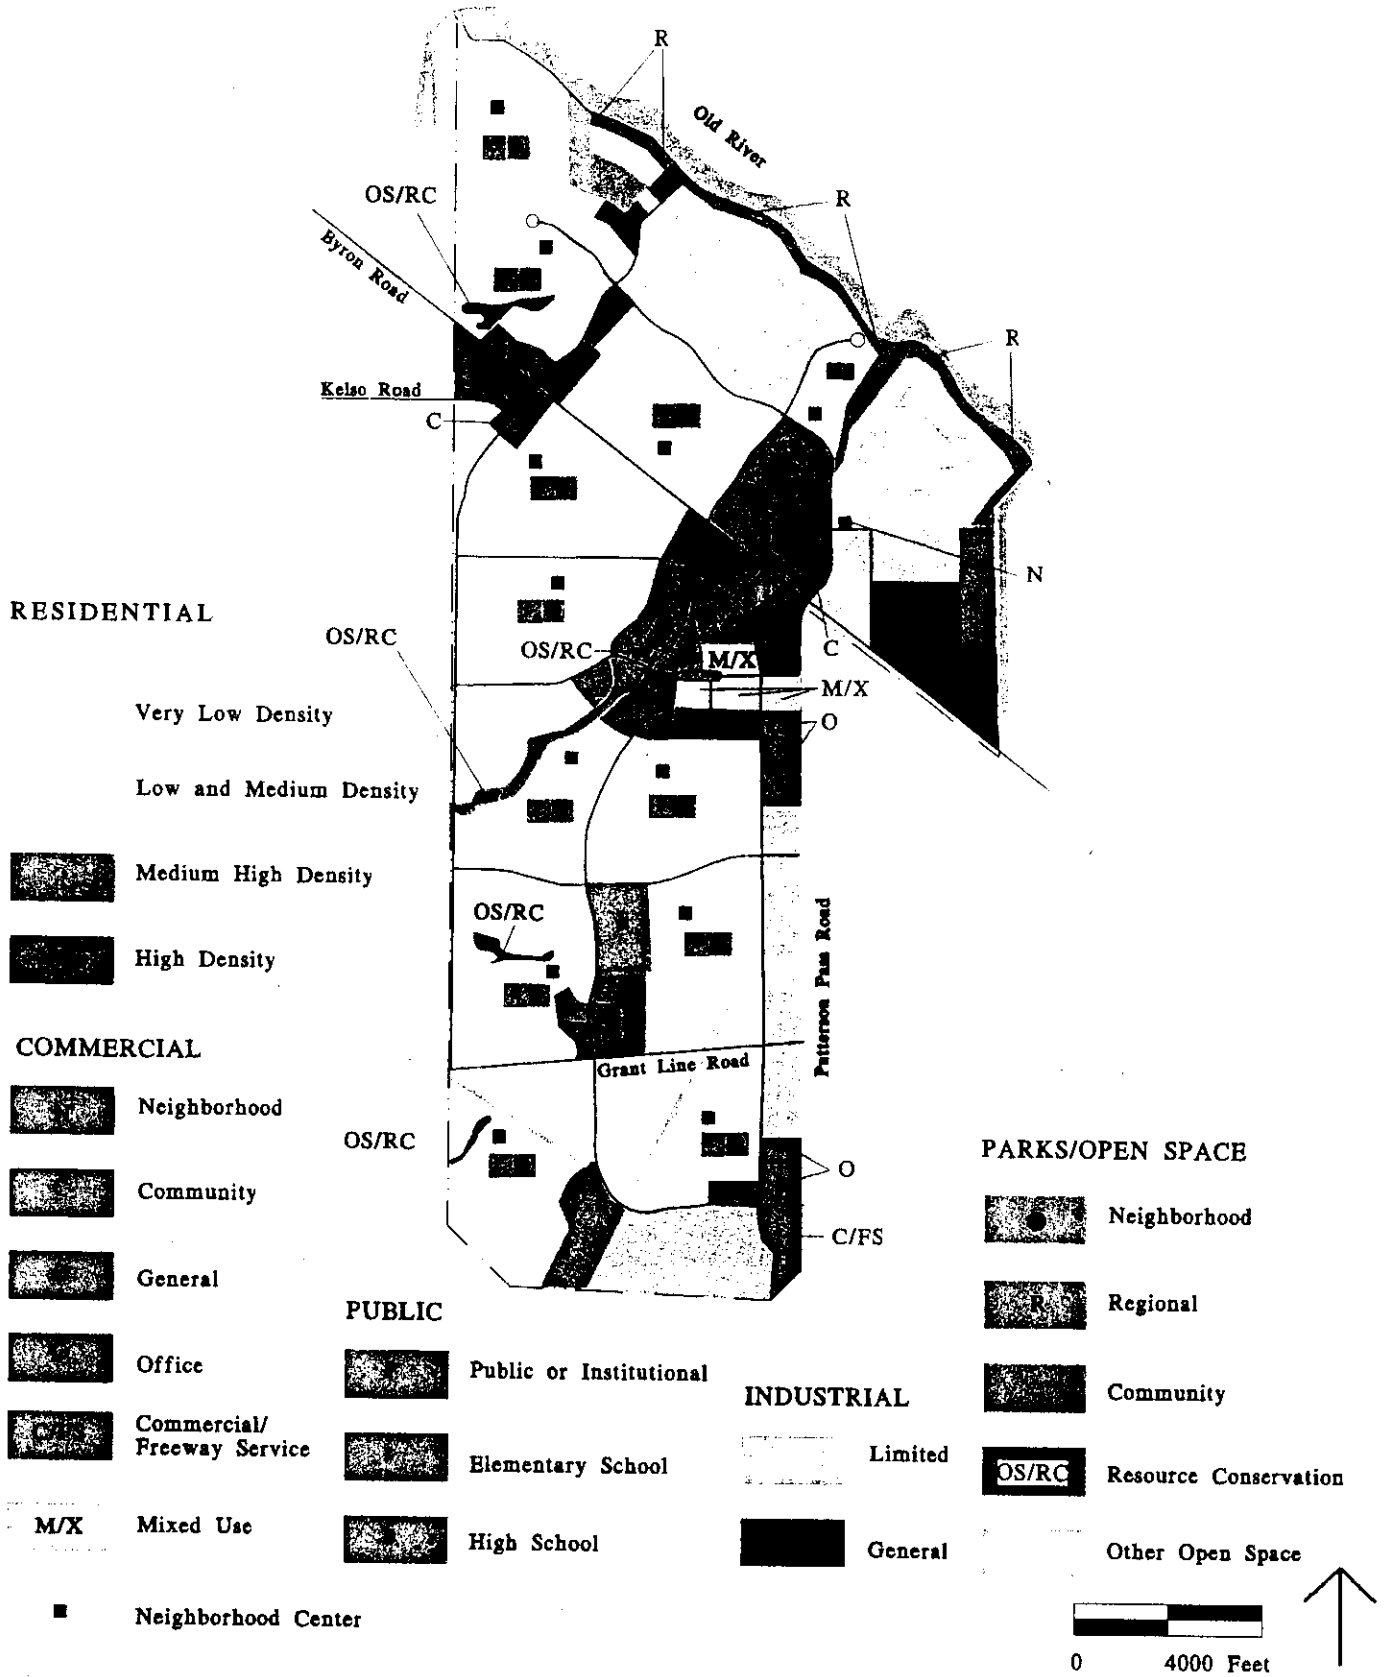 R
Old River
OS/RC
R
Byron Road
R
Kelso Road
C
N
RESIDENTIAL
OS/RC
OS/RC
M/X
C
M/X
Very Low Density
O
Low and Medium Density
Medium High Density
OS/RC
Patterson Pass Road
High Density
COMMERCIAL
Grant Line Road
Neighborhood
OS/RC
PARKS/OPEN SPACE
O
Community
Neighborhood
C/FS
General
R
Regional
PUBLIC
Office
Public or Institutional
Community
INDUSTRIAL
C/FS
Commercial/
Freeway Service
Limited
Elementary School
OS/RC
Resource Conservation
M/X
Mixed Use
High School
General
Other Open Space
Neighborhood Center
0
4000 Feet